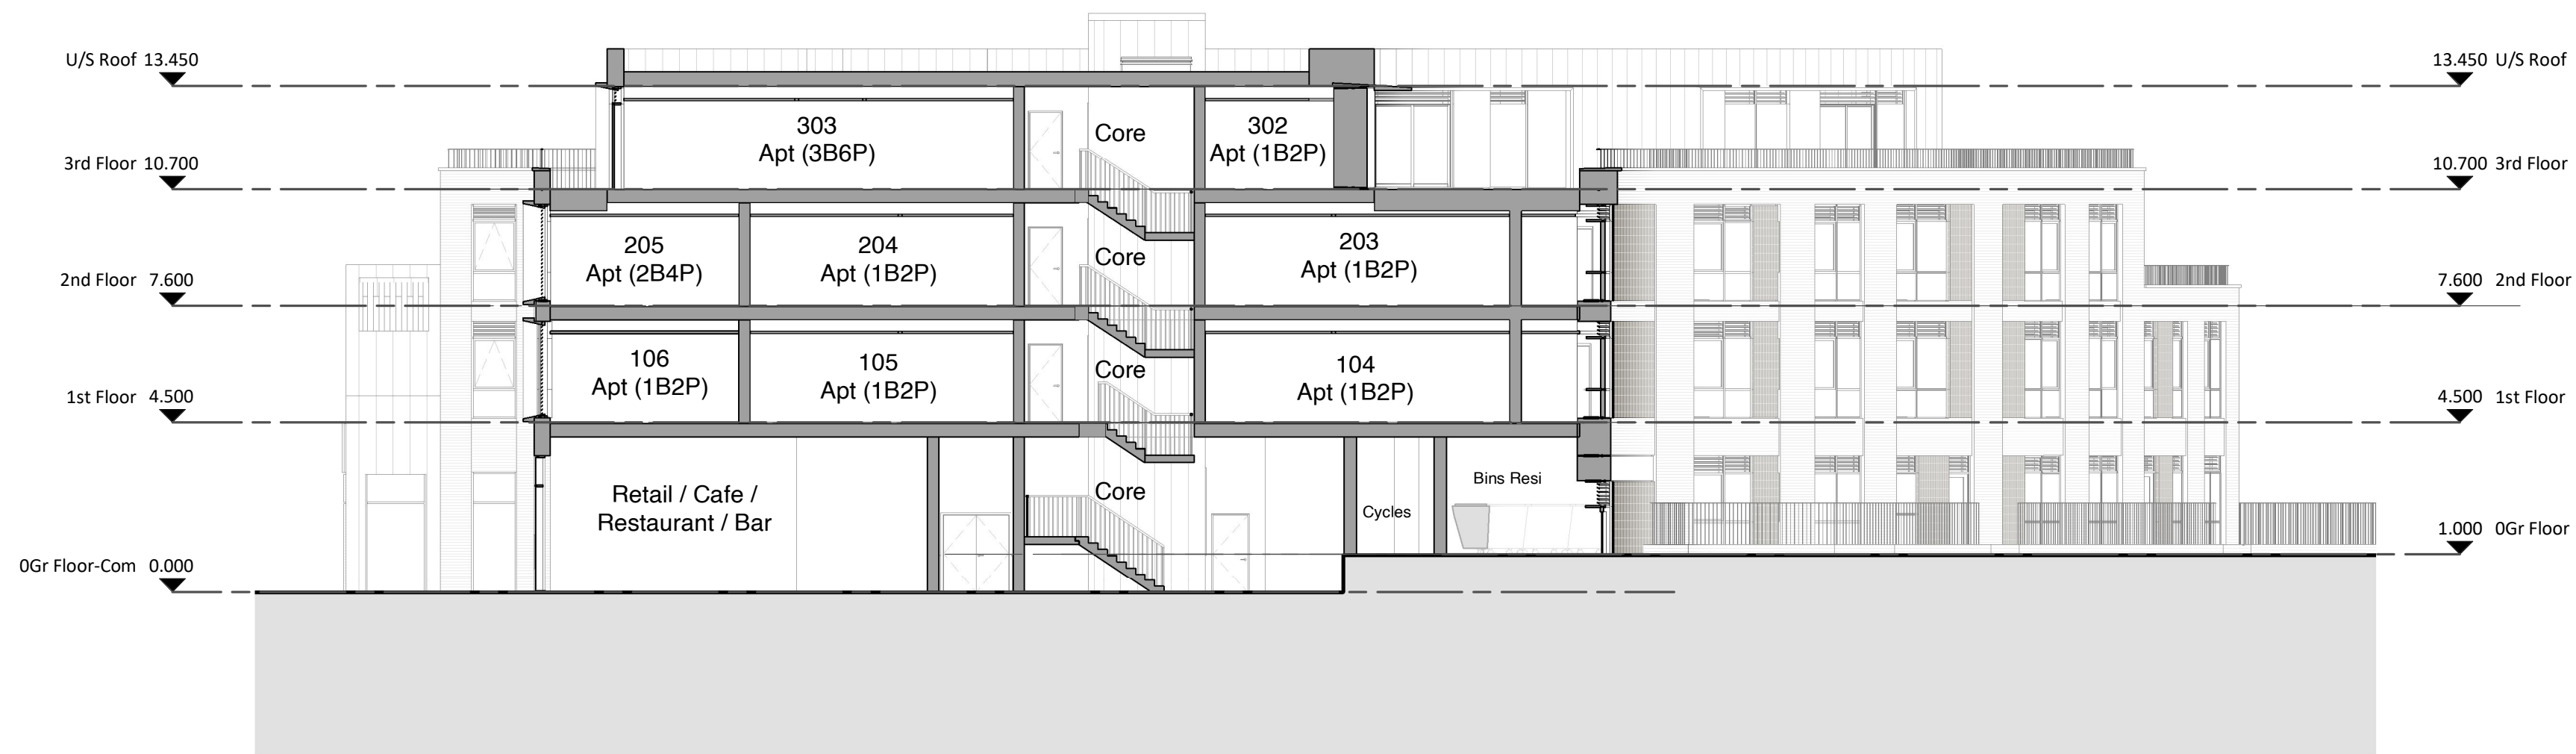 U/S Roof 13.450
13.450 U/S Roof
303
Apt (3B6P)
Core
302
Apt (1B2P)
3rd Floor 10.700
10.700 3rd Floor
205
Apt (2B4P)
204
Apt (1B2P)
Core
203
Apt (1B2P)
2nd Floor 7.600
7.600 2nd Floor
106
Apt (1B2P)
105
Apt (1B2P)
Core
104
Apt (1B2P)
1st Floor 4.500
4.500 1st Floor
Retail / Cafe /
Restaurant / Bar
Core
Cycles
Bins Resi
1.000 0Gr Floor
0Gr Floor-Com 0.000